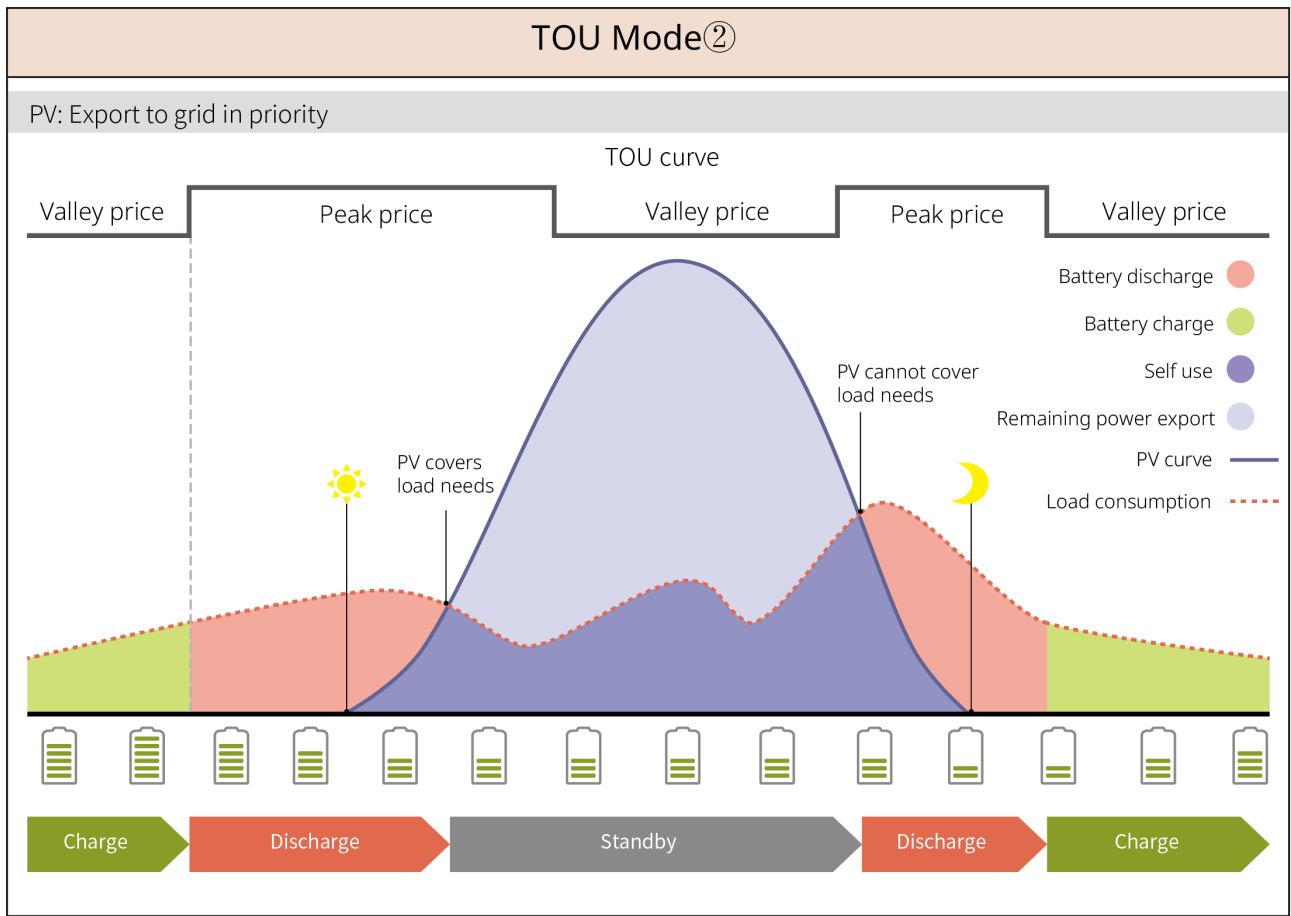 TOU Mode②
PV: Export to grid in priority
TOU curve
Valley price
Peak price
Valley price
Peak price
Valley price
Battery discharge
Battery charge
Self use
Remaining power export
PV curve
Load consumption
PV cannot cover
load needs
PV covers
load needs
Charge
Discharge
Standby
Discharge
Charge